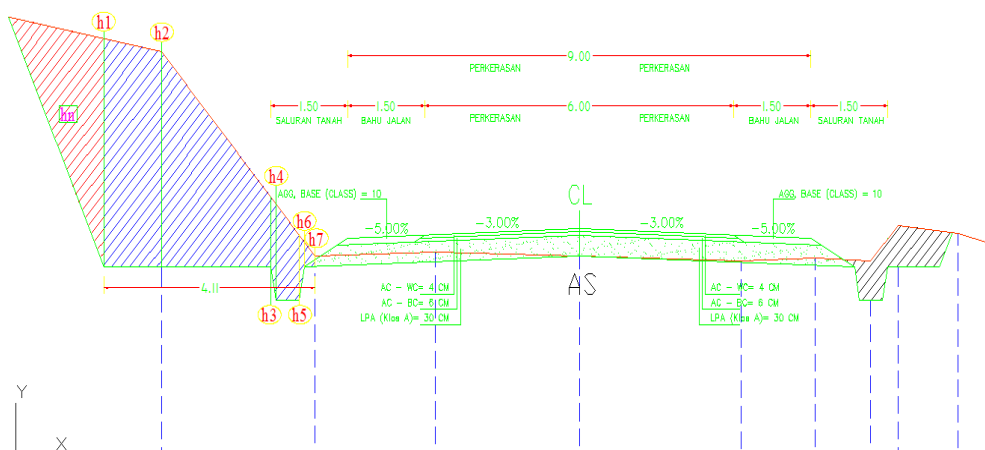 h1
h2
9.00
PERKERASAN PERKERASAN
1.50 1.50 6.00 1.50 1.50
SALURAN TANAH BAHU JALAN PERKERASAN PERKERASAN BAHU JALAN SALURAN TANAH
hn
h4
AGG, BASE (CLASS) = 10 CL AGG, BASE (CLASS) = 10
h6
-5.00% -3.00% -3.00% -5.00%
h7
4.11 AS
AC - WC= 4 CM AC - WC= 4 CM
AC - BC= 6 CM AC - BC= 6 CM
h3 h5 LPA (Klas A)= 30 CM LPA (Klas A)= 30 CM
Y
X